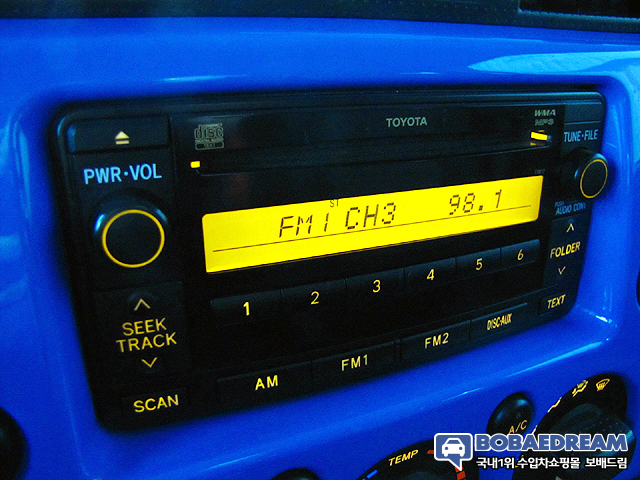 TOYOTA
WMA
MP3
DISC
TEXT
PWR·VOL
TUNE·FILE
ST
FM1 CH3 98.1
AUDIO CONT
1 2 3 4 5 6
FOLDER
SEEK
TRACK
AM FM1 FM2 DISC·AUX TEXT
SCAN
A/C
TEMP
BOBAEDREAM
국내1위 수입차쇼핑몰 보배드림